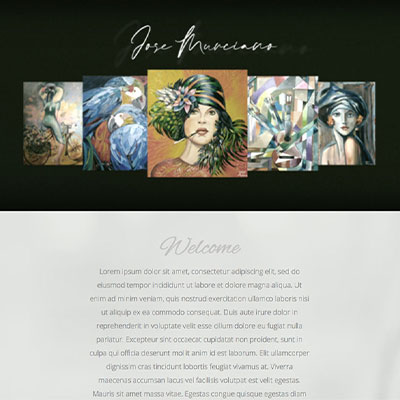 Jose Murciano
Welcome
Lorem ipsum dolor sit amet, consectetur adipiscing elit, sed do
eiusmod tempor incididunt ut labore et dolore magna aliqua. Ut
enim ad minim veniam, quis nostrud exercitation ullamco laboris nisi
ut aliquip ex ea commodo consequat. Duis aute irure dolor in
reprehenderit in voluptate velit esse cillum dolore eu fugiat nulla
pariatur. Excepteur sint occaecat cupidatat non proident, sunt in
culpa qui officia deserunt mollit anim id est laborum. Elit ullamcorper
dignissim cras tincidunt lobortis feugiat vivamus at. Viverra
maecenas accumsan lacus vel facilisis volutpat est velit egestas.
Mauris sit amet massa vitae. Egestas congue quisque egestas diam